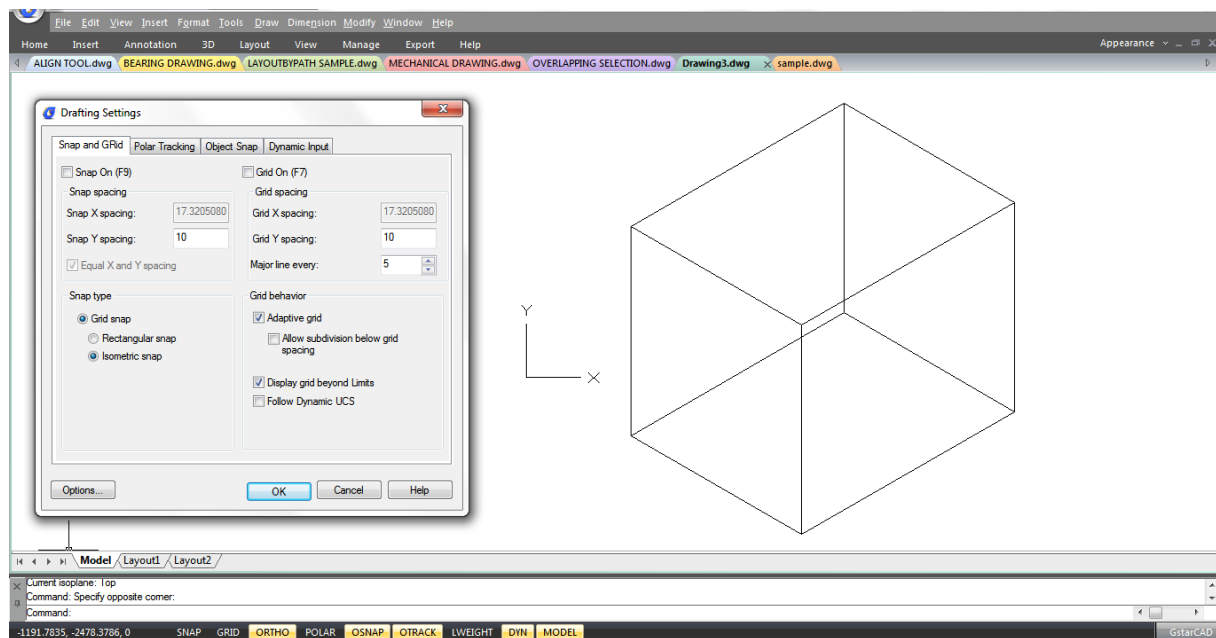 File Edit View Insert Format Tools Draw Dimension Modify Window Help
Home Insert Annotation 3D Layout View Manage Export Help Appearance
ALIGN TOOL.dwg BEARING DRAWING.dwg LAYOUTBYPATH SAMPLE.dwg MECHANICAL DRAWING.dwg OVERLAPPING SELECTION.dwg Drawing3.dwg sample.dwg
Drafting Settings
Snap and GRid Polar Tracking Object Snap Dynamic Input
Snap On (F9) Grid On (F7)
Snap spacing Grid spacing
Snap X spacing: 17.3205080 Grid X spacing: 17.3205080
Snap Y spacing: 10 Grid Y spacing: 10
Equal X and Y spacing Major line every: 5
Snap type Grid behavior
Grid snap Adaptive grid
Rectangular snap Allow subdivision below grid
Isometric snap spacing
Display grid beyond Limits
Follow Dynamic UCS
Options... OK Cancel Help
Y
X
Model Layout1 Layout2
Current isoplane: Top
Command: Specify opposite corner:
Command:
-1191.7835, -2478.3786, 0 SNAP GRID ORTHO POLAR OSNAP OTRACK LWEIGHT DYN MODEL GstarCAD